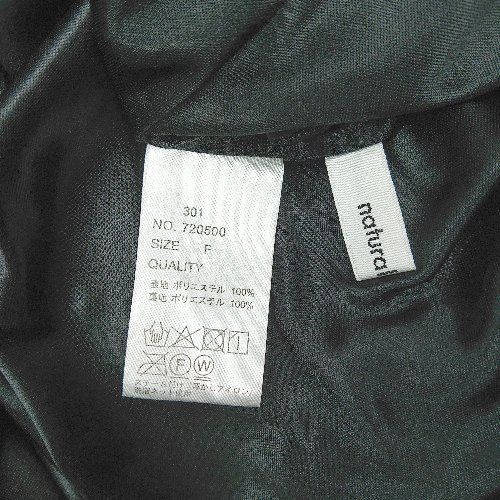 301
NO. 720500
SIZE F
QUALITY
表地 ポリエステル 100%
裏地 ポリエステル 100%
F W
natural